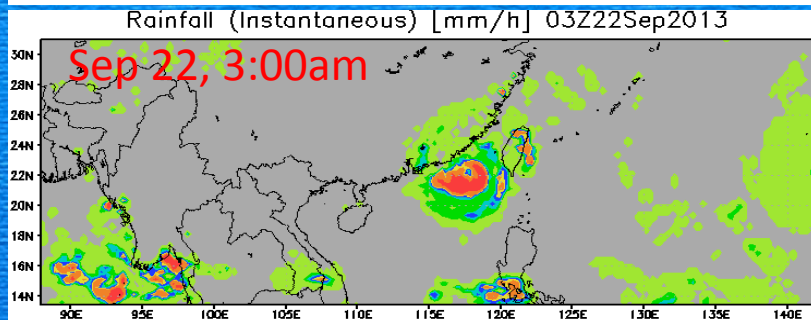 Rainfall (Instantaneous) [mm/h] 03Z22Sep2013
Sep 22, 3:00am
30N
28N
26N
24N
22N
20N
18N
16N
14N
90E 95E 100E 105E 110E 115E 120E 125E 130E 135E 140E